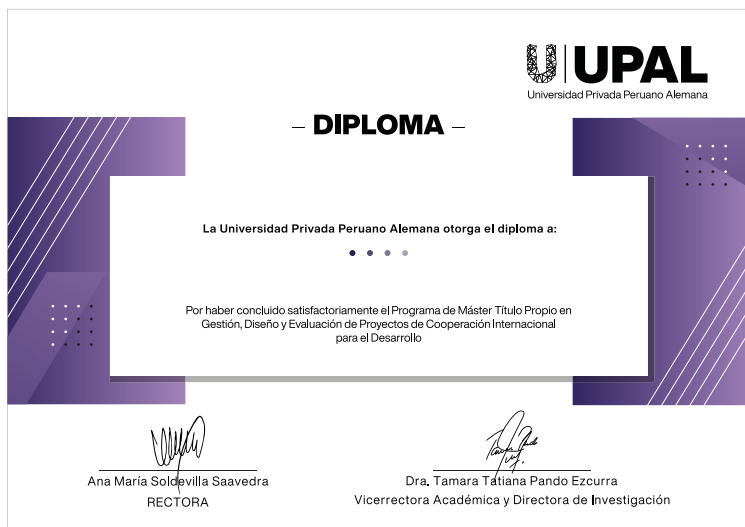 UPAL
Universidad Privada Peruano Alemana
– DIPLOMA –
La Universidad Privada Peruano Alemana otorga el diploma a:
Por haber concluido satisfactoriamente el Programa de Máster Título Propio en
Gestión, Diseño y Evaluación de Proyectos de Cooperación Internacional
para el Desarrollo
Ana María Soldevilla Saavedra
RECTORA
Dra. Tamara Tatiana Pando Ezcurra
Vicerrectora Académica y Directora de Investigación